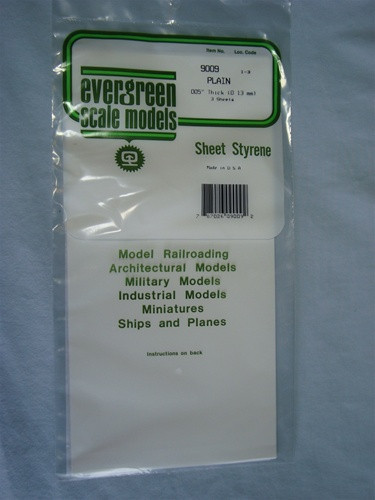 Item No. Loc. Code
9009
PLAIN
.005" Thick (0.13 mm)
3 Sheets
evergreen
scale models
Sheet Styrene
Made in U.S.A.
Model Railroading
Architectural Models
Military Models
Industrial Models
Miniatures
Ships and Planes
Instructions on back